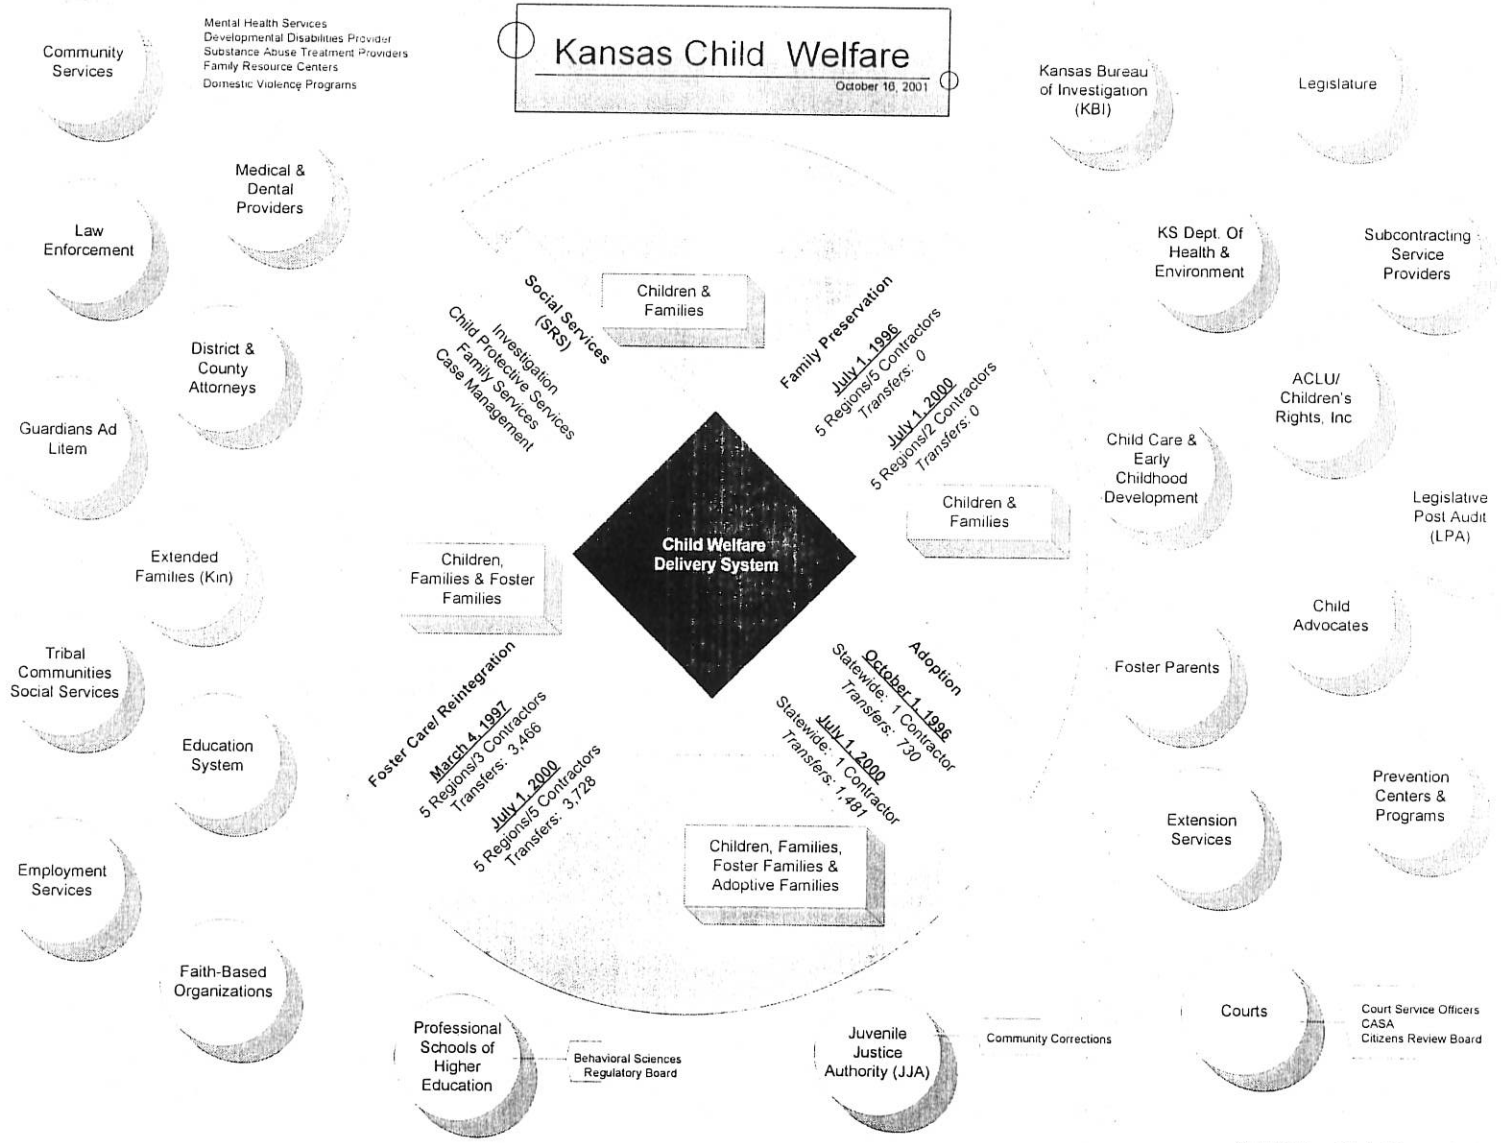 Kansas Child Welfare
October 16, 2001
Community
Services
Mental Health Services
Developmental Disabilities Provider
Substance Abuse Treatment Providers
Family Resource Centers
Domestic Violence Programs
Kansas Bureau
of Investigation
(KBI)
Legislature
Medical &
Dental
Providers
Law
Enforcement
KS Dept. Of
Health &
Environment
Subcontracting
Service
Providers
District &
County
Attorneys
Guardians Ad
Litem
ACLU/
Children's
Rights, Inc
Child Care &
Early
Childhood
Development
Legislative
Post Audit
(LPA)
Extended
Families (Kin)
Child
Advocates
Tribal
Communities
Social Services
Foster Parents
Education
System
Prevention
Centers &
Programs
Extension
Services
Employment
Services
Faith-Based
Organizations
Social Services
(SRS)
Investigation
Child Protective Services
Family Services
Case Management
Children &
Families
Family Preservation
July 1, 1996
5 Regions/5 Contractors
Transfers: 0
July 1, 2000
5 Regions/2 Contractors
Transfers: 0
Children &
Families
Child Welfare
Delivery System
Children,
Families & Foster
Families
Foster Care/ Reintegration
March 4, 1997
5 Regions/3 Contractors
Transfers: 3,466
July 1, 2000
5 Regions/5 Contractors
Transfers: 3,728
Adoption
October 1, 1996
Statewide: 1 Contractor
Transfers: 730
July 1, 2000
Statewide: 1 Contractor
Transfers: 1,481
Children, Families,
Foster Families &
Adoptive Families
Professional
Schools of
Higher
Education
Behavioral Sciences
Regulatory Board
Juvenile
Justice
Authority (JJA)
Community Corrections
Courts
Court Service Officers
CASA
Citizens Review Board